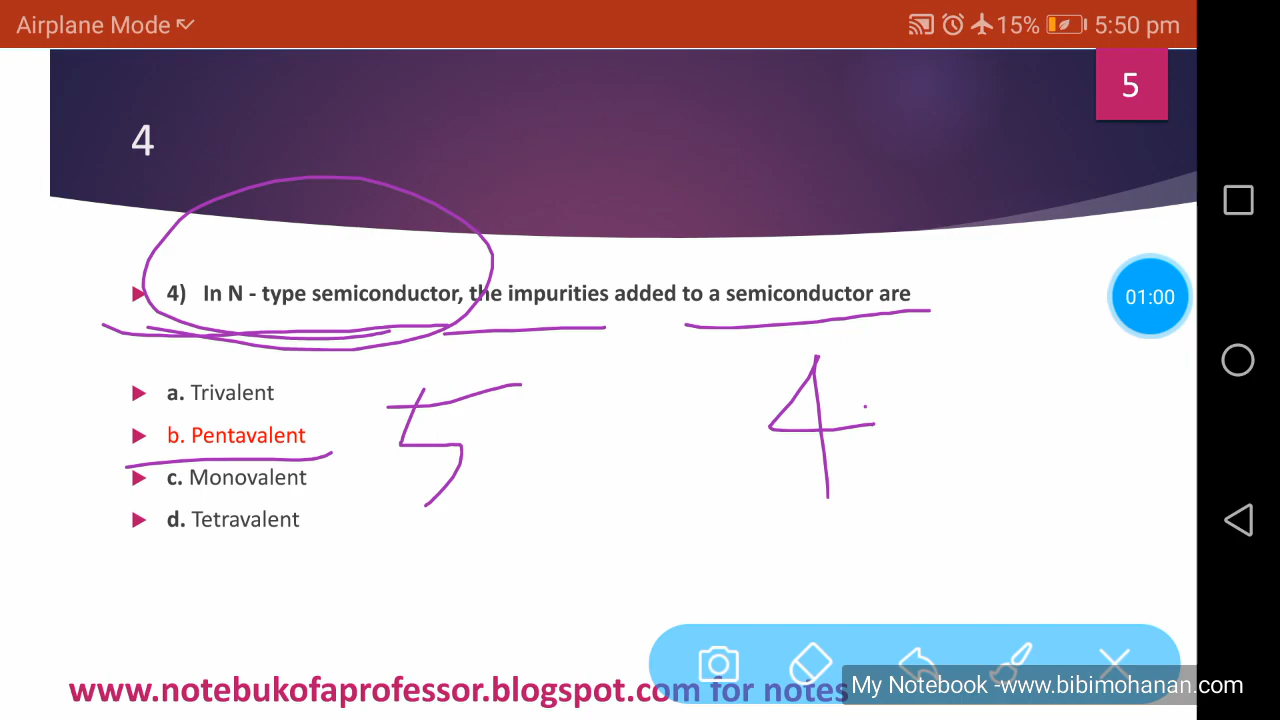 Airplane Mode 15% 5:50 pm
5
4
4) In N - type semiconductor, the impurities added to a semiconductor are
01:00
a. Trivalent
b. Pentavalent
c. Monovalent
d. Tetravalent
5 4
www.notebukofaprofessor.blogspot.com for notes
My Notebook -www.bibimohanan.com